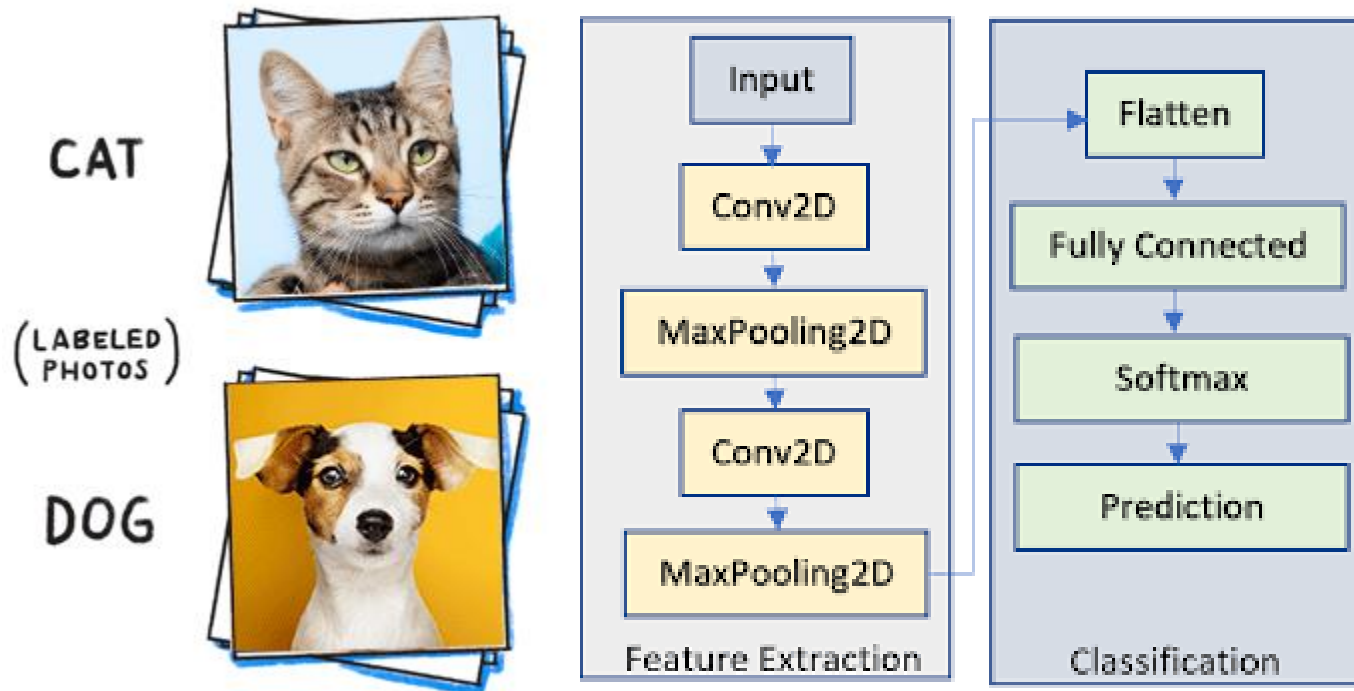 CAT
(LABELED
PHOTOS)
DOG
Input
Conv2D
MaxPooling2D
Conv2D
MaxPooling2D
Feature Extraction
Flatten
Fully Connected
Softmax
Prediction
Classification